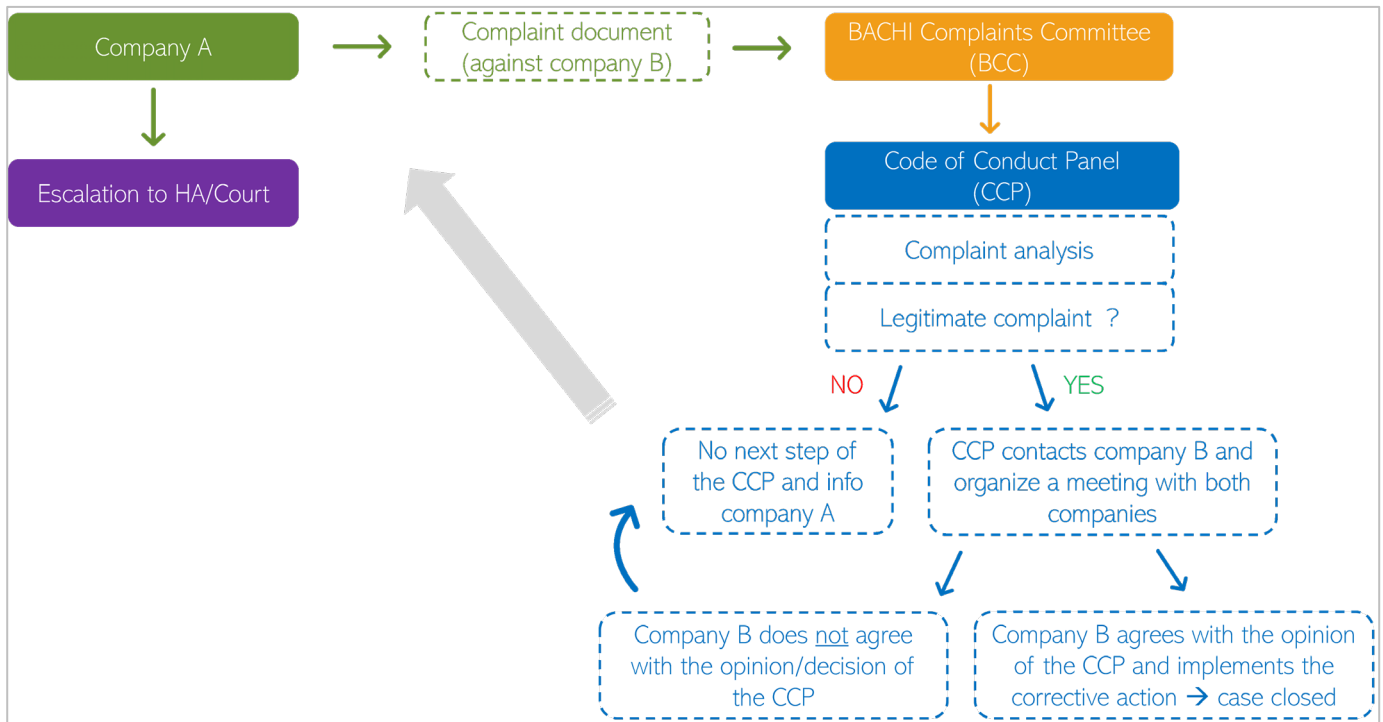 Company A
Complaint document
(against company B)
BACHI Complaints Committee
(BCC)
Escalation to HA/Court
Code of Conduct Panel
(CCP)
Complaint analysis
Legitimate complaint ?
NO
YES
No next step of
the CCP and info
company A
CCP contacts company B and
organize a meeting with both
companies
Company B does not agree
with the opinion/decision of
the CCP
Company B agrees with the opinion
of the CCP and implements the
corrective action → case closed